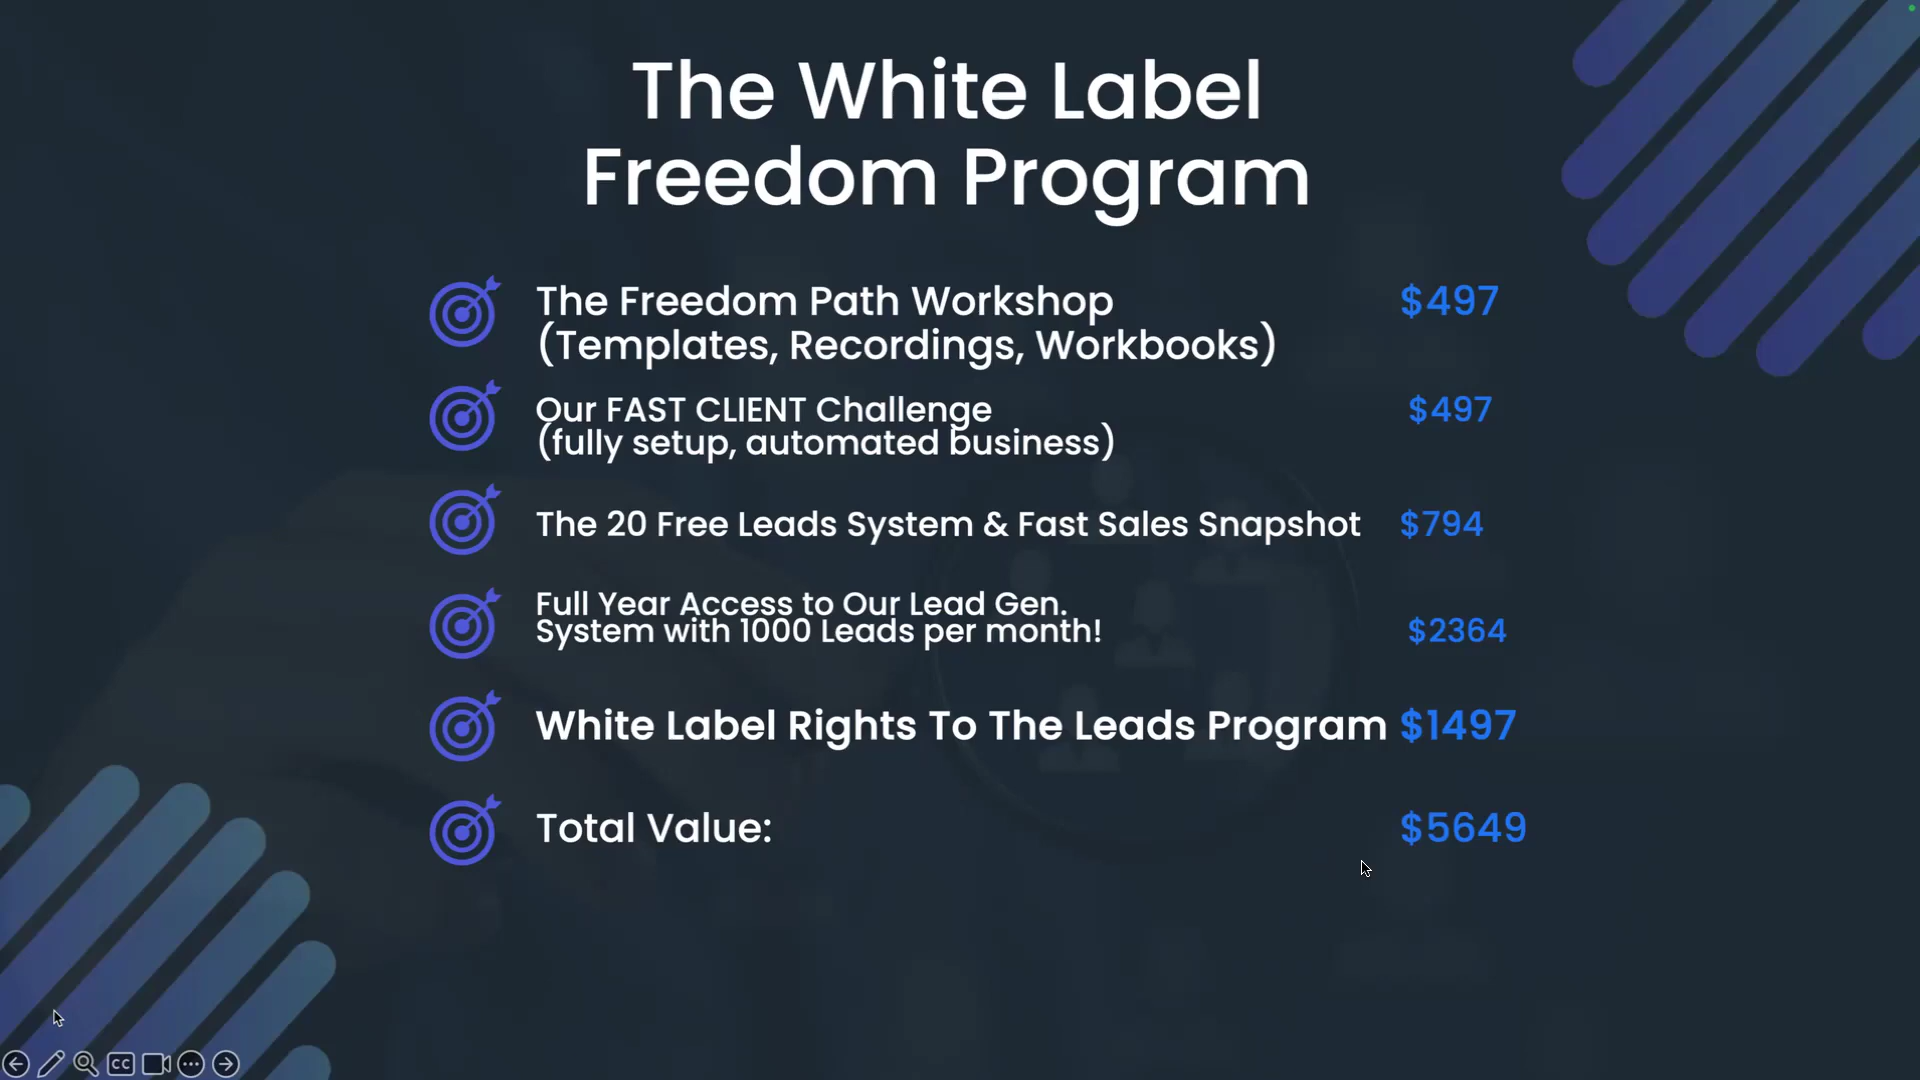 The White Label
Freedom Program
The Freedom Path Workshop $497
(Templates, Recordings, Workbooks)
Our FAST CLIENT Challenge $497
(fully setup, automated business)
The 20 Free Leads System & Fast Sales Snapshot $794
Full Year Access to Our Lead Gen.
System with 1000 Leads per month! $2364
White Label Rights To The Leads Program $1497
Total Value: $5649
CC